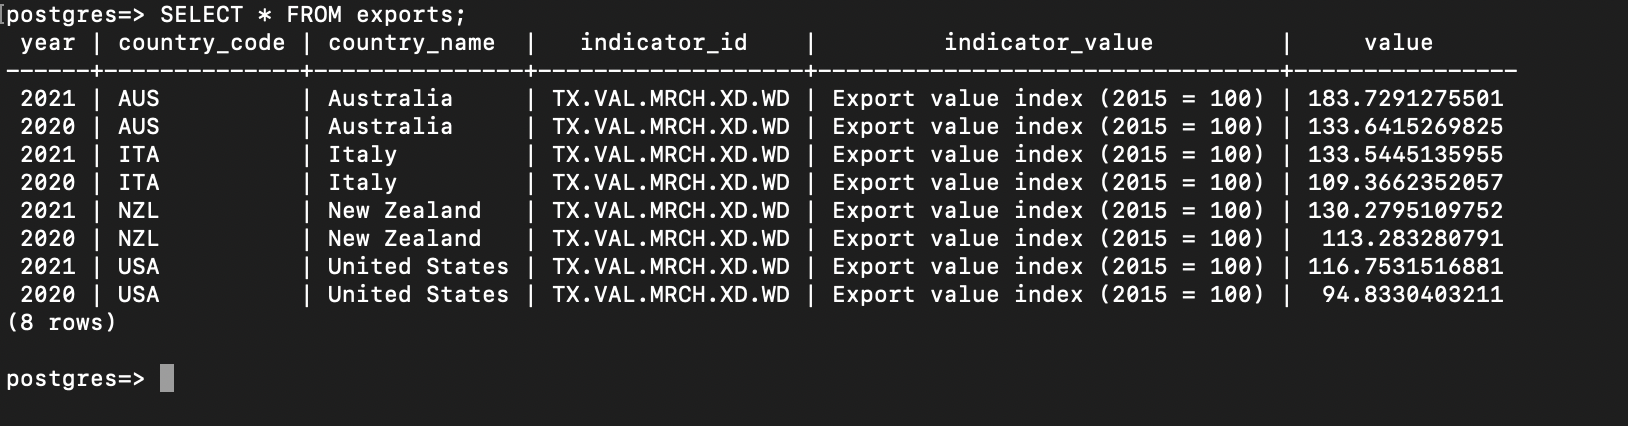 postgres=> SELECT * FROM exports;
 year | country_code | country_name  |   indicator_id    |         indicator_value          |     value
------+--------------+---------------+-------------------+----------------------------------+----------------
 2021 | AUS          | Australia     | TX.VAL.MRCH.XD.WD | Export value index (2015 = 100) | 183.7291275501
 2020 | AUS          | Australia     | TX.VAL.MRCH.XD.WD | Export value index (2015 = 100) | 133.6415269825
 2021 | ITA          | Italy         | TX.VAL.MRCH.XD.WD | Export value index (2015 = 100) | 133.5445135955
 2020 | ITA          | Italy         | TX.VAL.MRCH.XD.WD | Export value index (2015 = 100) | 109.3662352057
 2021 | NZL          | New Zealand   | TX.VAL.MRCH.XD.WD | Export value index (2015 = 100) | 130.2795109752
 2020 | NZL          | New Zealand   | TX.VAL.MRCH.XD.WD | Export value index (2015 = 100) |  113.283280791
 2021 | USA          | United States | TX.VAL.MRCH.XD.WD | Export value index (2015 = 100) | 116.7531516881
 2020 | USA          | United States | TX.VAL.MRCH.XD.WD | Export value index (2015 = 100) |  94.8330403211
(8 rows)

postgres=>